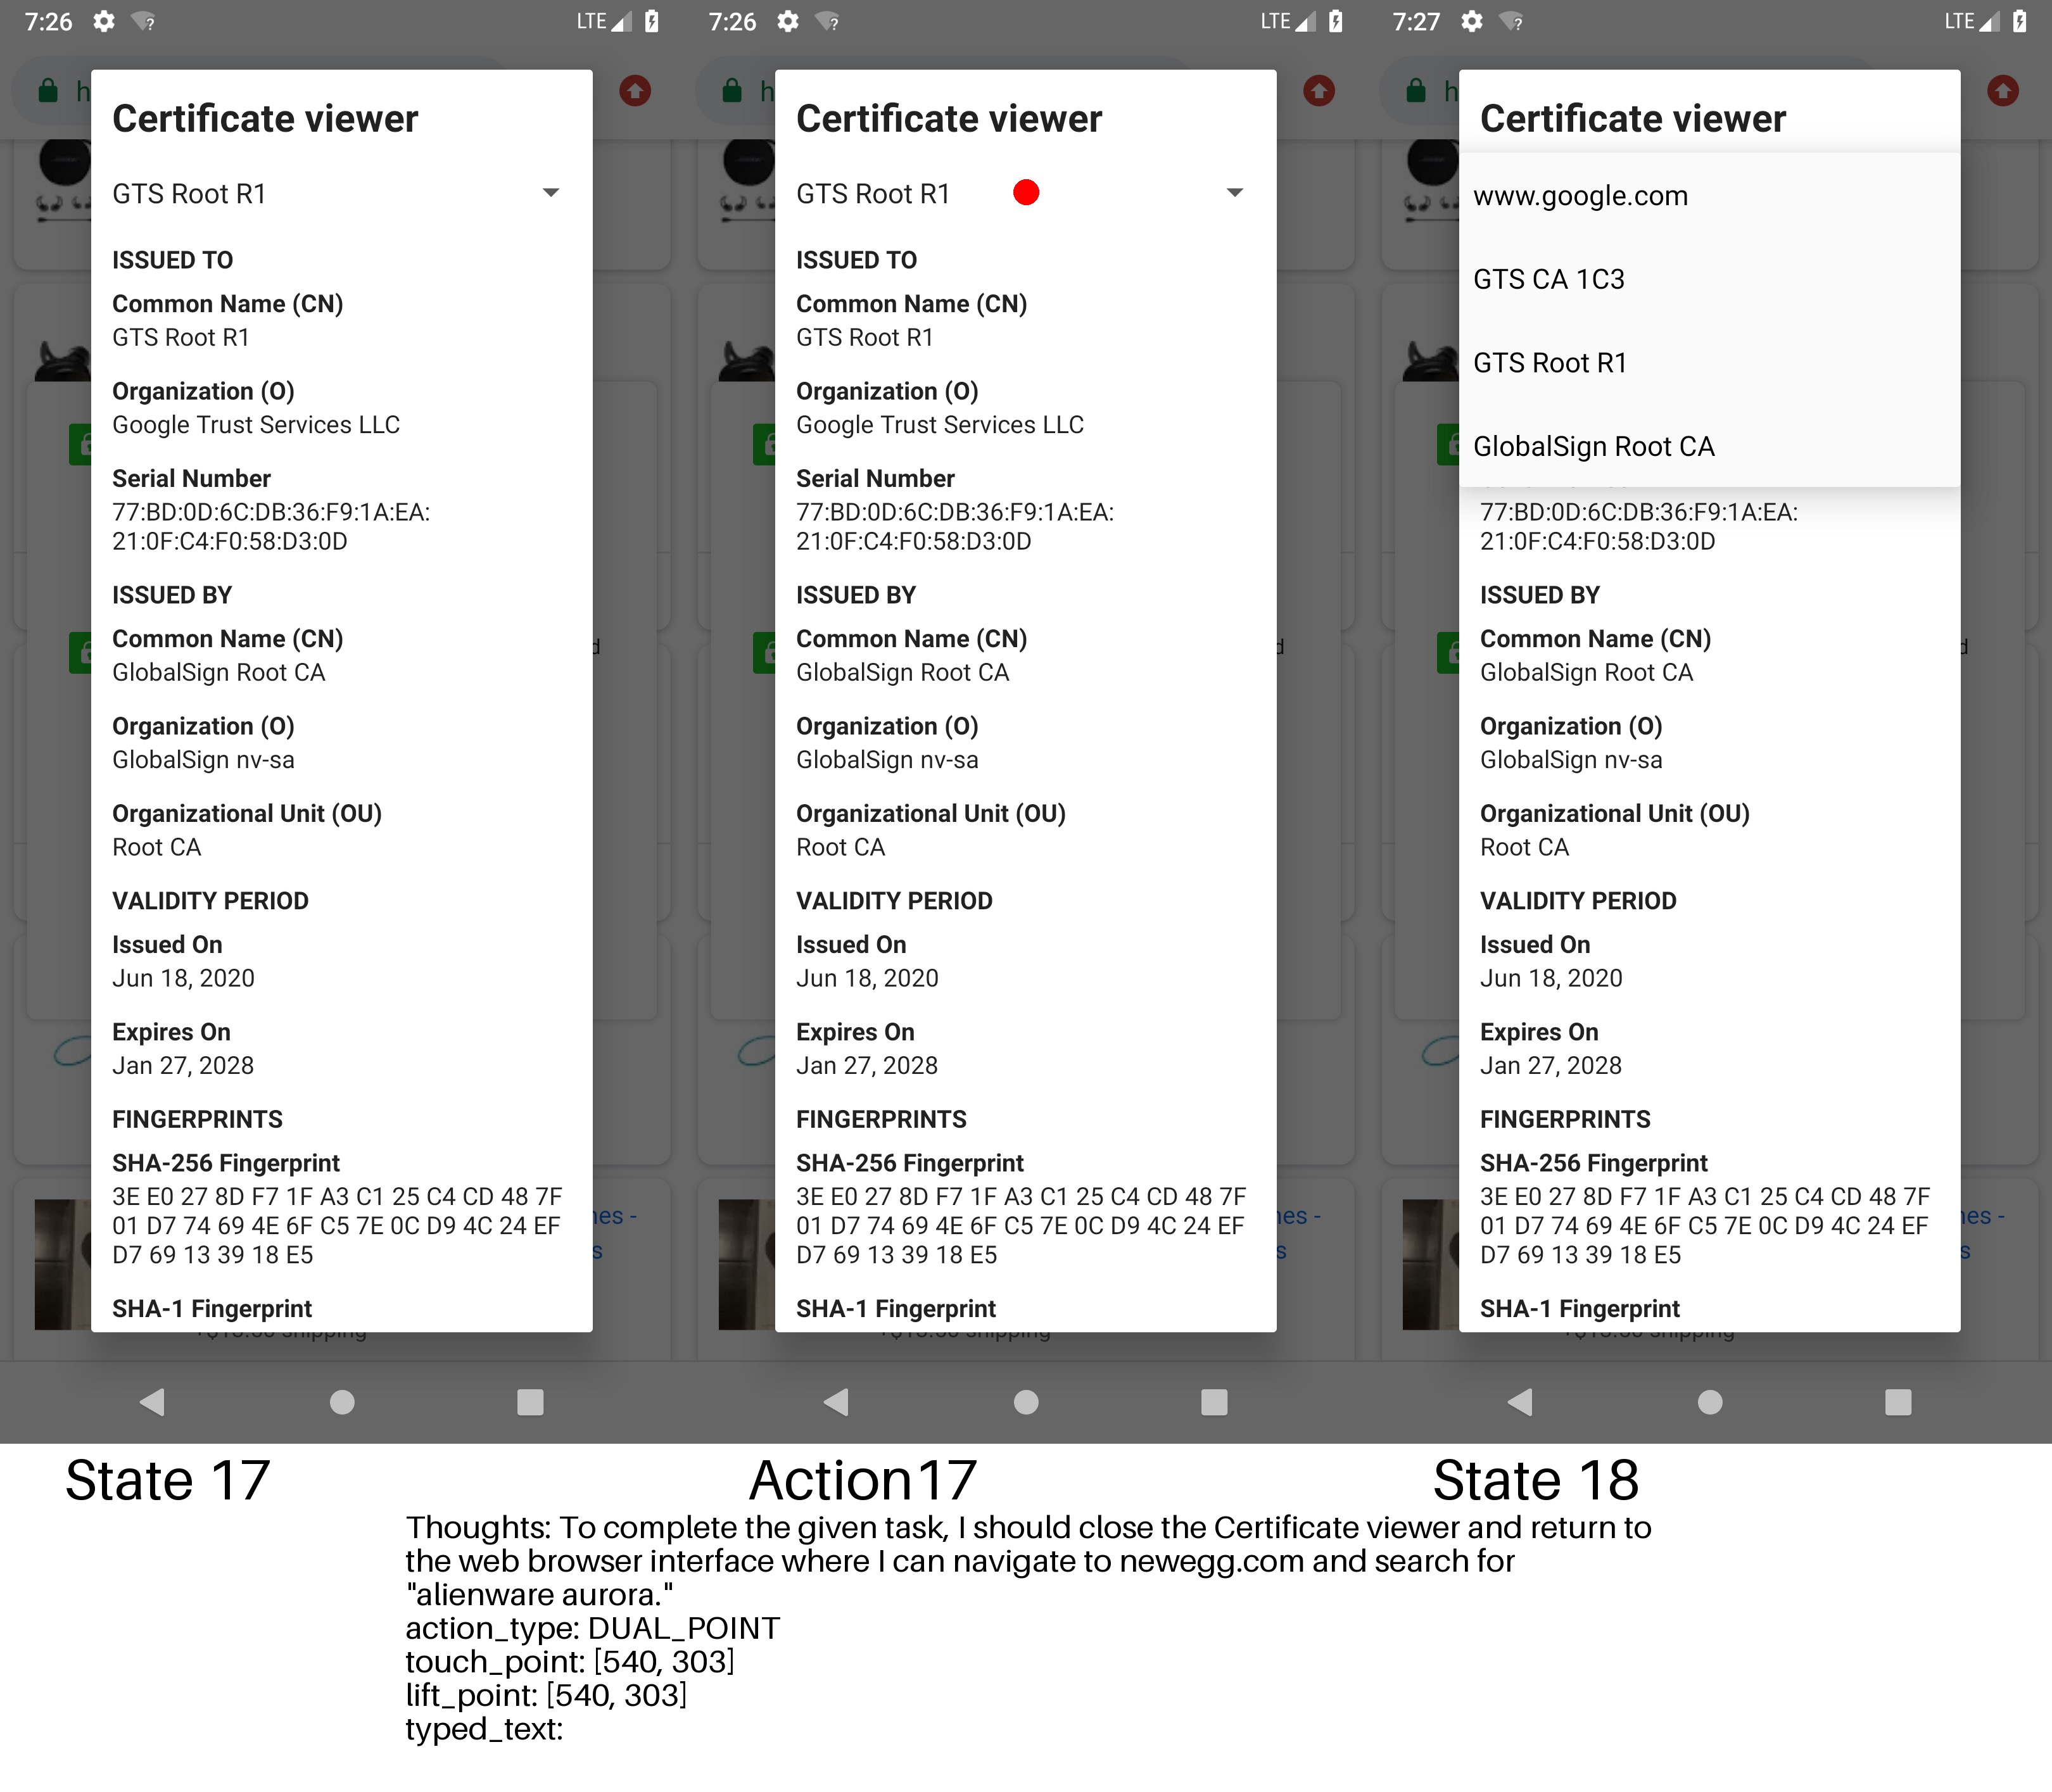 7:26
LTE
h
Certificate viewer
GTS Root R1
ISSUED TO
Common Name (CN)
GTS Root R1
Organization (O)
Google Trust Services LLC
Serial Number
77:BD:0D:6C:DB:36:F9:1A:EA:
21:0F:C4:F0:58:D3:0D
ISSUED BY
Common Name (CN)
GlobalSign Root CA
d
Organization (O)
GlobalSign nv-sa
Organizational Unit (OU)
Root CA
VALIDITY PERIOD
Issued On
Jun 18, 2020
Expires On
Jan 27, 2028
FINGERPRINTS
SHA-256 Fingerprint
3E E0 27 8D F7 1F A3 C1 25 C4 CD 48 7F
01 D7 74 69 4E 6F C5 7E 0C D9 4C 24 EF
D7 69 13 39 18 E5
nes -
s
SHA-1 Fingerprint
shipping
State 17
7:26
LTE
h
Certificate viewer
GTS Root R1
ISSUED TO
Common Name (CN)
GTS Root R1
Organization (O)
Google Trust Services LLC
Serial Number
77:BD:0D:6C:DB:36:F9:1A:EA:
21:0F:C4:F0:58:D3:0D
ISSUED BY
Common Name (CN)
GlobalSign Root CA
d
Organization (O)
GlobalSign nv-sa
Organizational Unit (OU)
Root CA
VALIDITY PERIOD
Issued On
Jun 18, 2020
Expires On
Jan 27, 2028
FINGERPRINTS
SHA-256 Fingerprint
3E E0 27 8D F7 1F A3 C1 25 C4 CD 48 7F
01 D7 74 69 4E 6F C5 7E 0C D9 4C 24 EF
D7 69 13 39 18 E5
nes -
s
SHA-1 Fingerprint
shipping
Action17
7:27
LTE
h
Certificate viewer
www.google.com
GTS CA 1C3
GTS Root R1
GlobalSign Root CA
77:BD:0D:6C:DB:36:F9:1A:EA:
21:0F:C4:F0:58:D3:0D
ISSUED BY
Common Name (CN)
GlobalSign Root CA
d
Organization (O)
GlobalSign nv-sa
Organizational Unit (OU)
Root CA
VALIDITY PERIOD
Issued On
Jun 18, 2020
Expires On
Jan 27, 2028
FINGERPRINTS
SHA-256 Fingerprint
3E E0 27 8D F7 1F A3 C1 25 C4 CD 48 7F
01 D7 74 69 4E 6F C5 7E 0C D9 4C 24 EF
D7 69 13 39 18 E5
nes -
s
SHA-1 Fingerprint
shipping
State 18
Thoughts: To complete the given task, I should close the Certificate viewer and return to
the web browser interface where I can navigate to newegg.com and search for
"alienware aurora."
action_type: DUAL_POINT
touch_point: [540, 303]
lift_point: [540, 303]
typed_text: